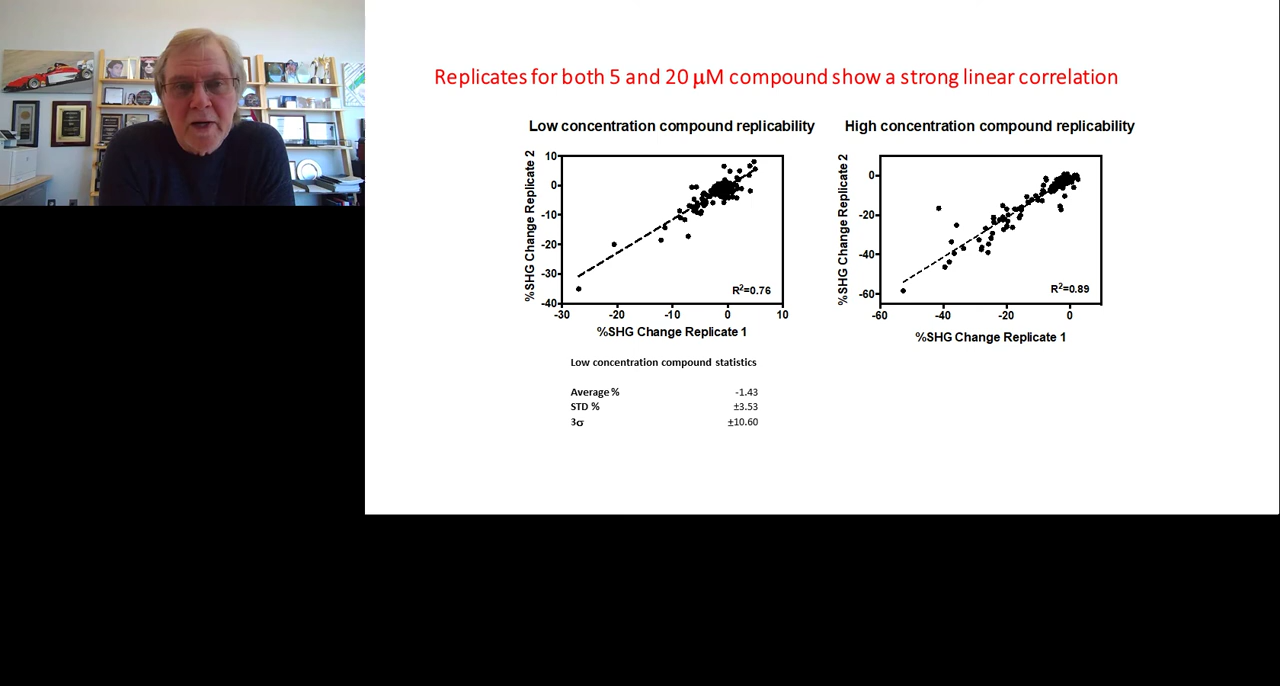 Replicates for both 5 and 20 µM compound show a strong linear correlation
Low concentration compound replicability
%SHG Change Replicate 2
10
0
-10
-20
-30
-40
-30
-20
-10
0
10
R²=0.76
%SHG Change Replicate 1
High concentration compound replicability
%SHG Change Replicate 2
0
-20
-40
-60
-60
-40
-20
0
R²=0.89
%SHG Change Replicate 1
Low concentration compound statistics
Average % -1.43
STD % ±3.53
3σ ±10.60